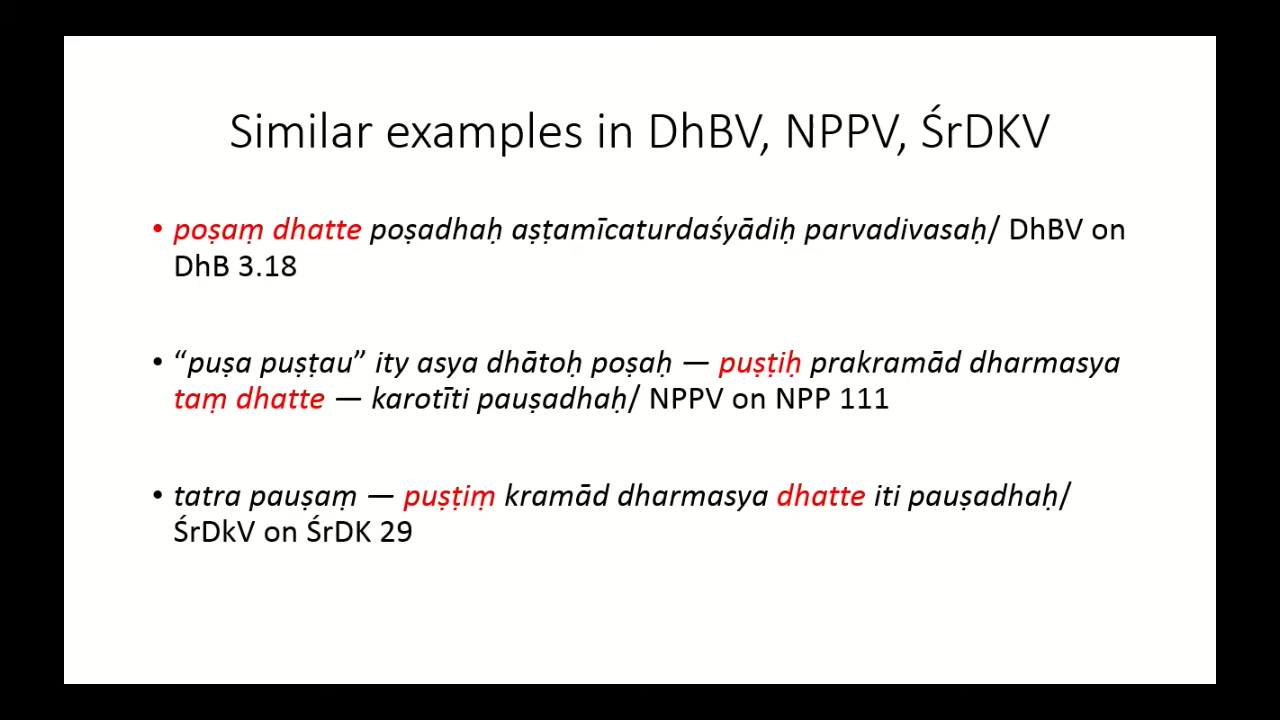 Similar examples in DhBV, NPPV, ŚrDKV
• poṣaṃ dhatte poṣadhaḥ aṣṭamīcaturdaśyādiḥ parvadivasaḥ/ DhBV on
DhB 3.18
• “puṣa puṣṭau” ity asya dhātoḥ poṣaḥ — puṣṭiḥ prakramād dharmasya
taṃ dhatte — karotīti pauṣadhaḥ/ NPPV on NPP 111
• tatra pauṣaṃ — puṣṭiṃ kramād dharmasya dhatte iti pauṣadhaḥ/
ŚrDkV on ŚrDK 29